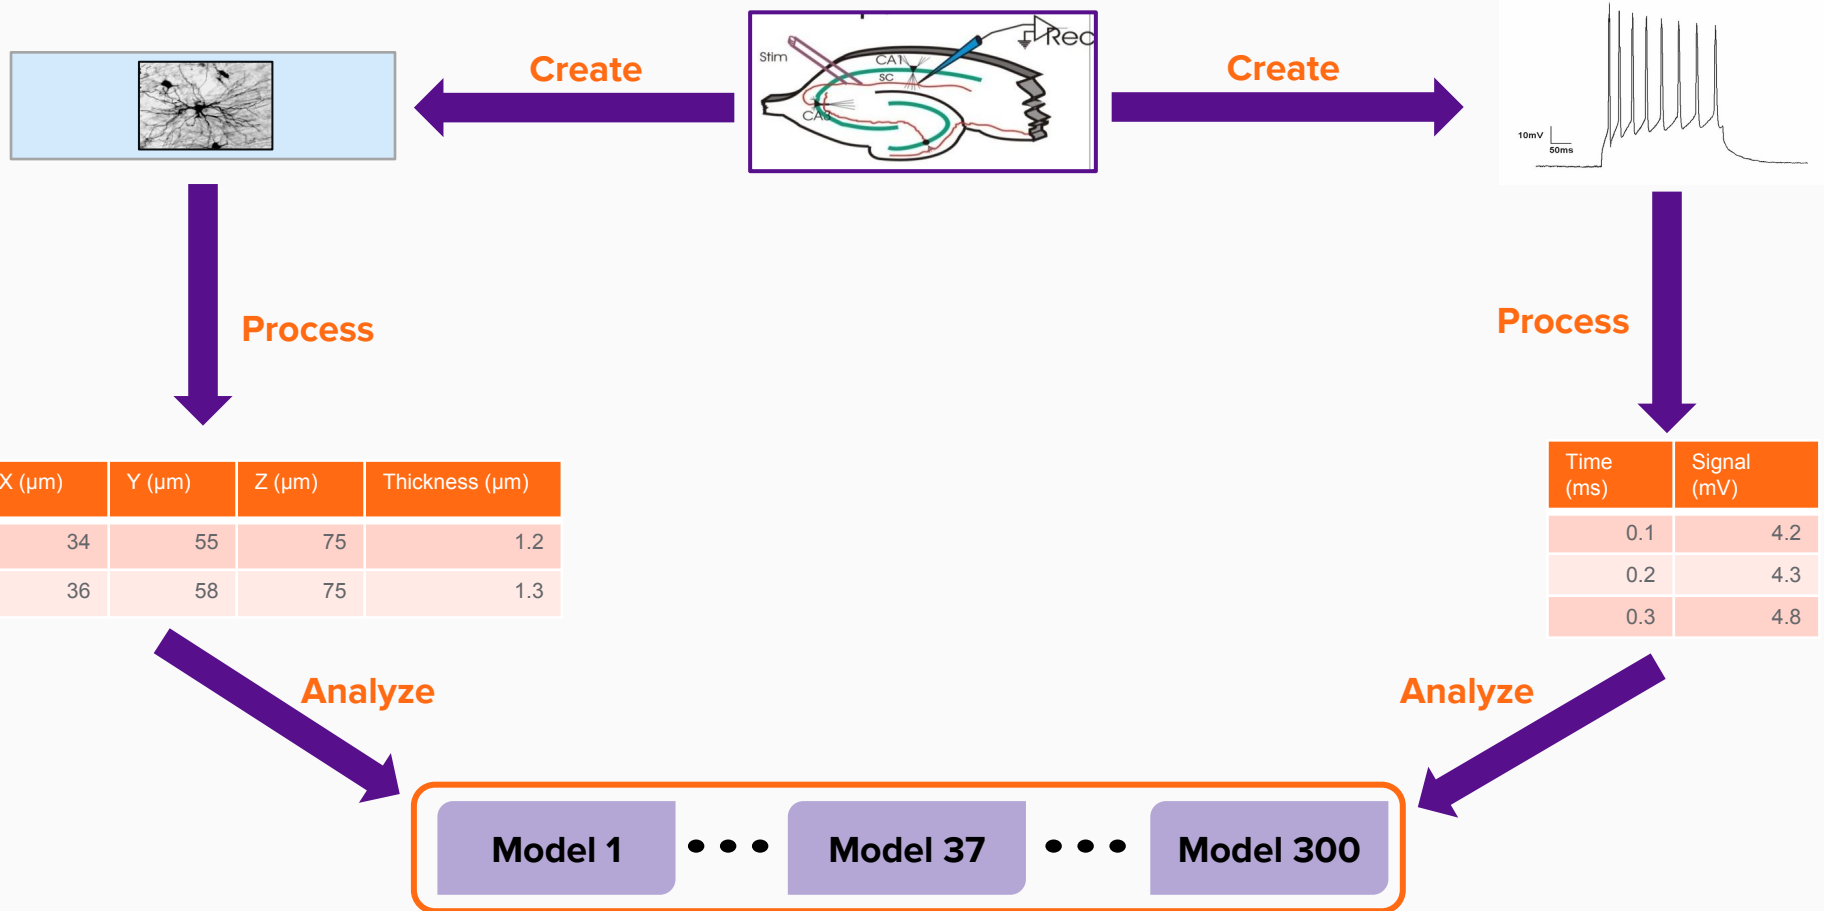 Create
Stim
CA1
SC
CA3
Rec
Create
10mV
50ms
Process
Process
X (µm) Y (µm) Z (µm) Thickness (µm)
34 55 75 1.2
36 58 75 1.3
Time (ms) Signal (mV)
0.1 4.2
0.2 4.3
0.3 4.8
Analyze
Analyze
Model 1 ••• Model 37 ••• Model 300